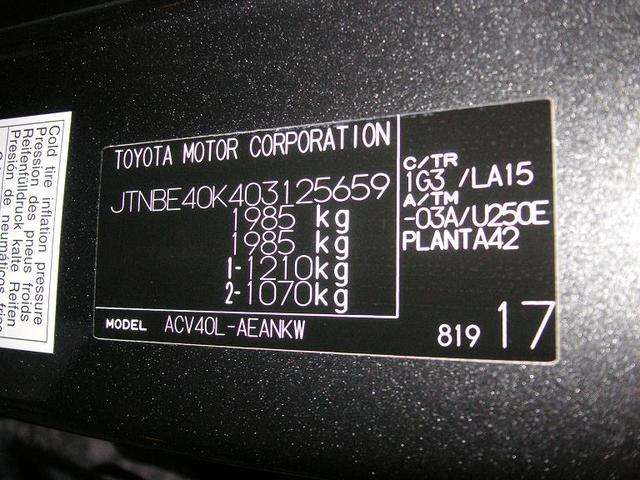 Cold tire inflation pressure
Pression des pneus froids
Reifenfülldruck kalte Reifen
Presión de neumáticos fríos
TOYOTA MOTOR CORPORATION
JTNBE40K403125659
1985 kg
1985 kg
1-1210kg
2-1070kg
MODEL ACV40L-AEANKW
C/TR
1G3 /LA15
A/TM
-03A/U250E
PLANTA42
819 17